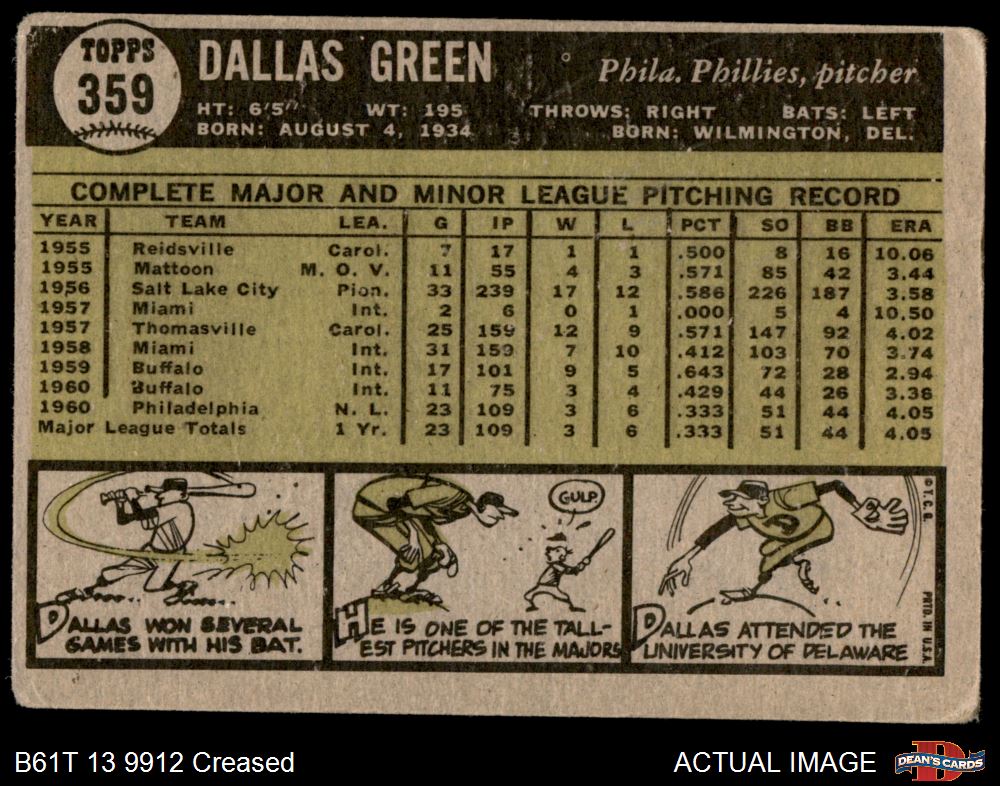 TOPPS
359
DALLAS GREEN
Phila. Phillies, pitcher
HT: 6'5" WT: 195 THROWS: RIGHT BATS: LEFT
BORN: AUGUST 4, 1934 BORN: WILMINGTON, DEL.
COMPLETE MAJOR AND MINOR LEAGUE PITCHING RECORD
YEAR TEAM LEA. G IP W L PCT SO BB ERA
1955 Reidsville Carol. 7 17 1 1 .500 8 16 10.06
1955 Mattoon M. O. V. 11 55 4 3 .571 85 42 3.44
1956 Salt Lake City Pion. 33 239 17 12 .586 226 187 3.58
1957 Miami Int. 2 6 0 1 .000 5 4 10.50
1957 Thomasville Carol. 25 159 12 9 .571 147 92 4.02
1958 Miami Int. 31 159 7 10 .412 103 70 3.74
1959 Buffalo Int. 17 101 9 5 .643 72 28 2.94
1960 Buffalo Int. 11 75 3 4 .429 44 26 3.36
1960 Philadelphia N. L. 23 109 3 6 .333 51 44 4.05
Major League Totals 1 Yr. 23 109 3 6 .333 51 44 4.05
DALLAS WON SEVERAL
GAMES WITH HIS BAT.
GULP.
HE IS ONE OF THE TALL-
EST PITCHERS IN THE MAJORS
DALLAS ATTENDED THE
UNIVERSITY OF DELAWARE
© T. C. G.
PRTD. IN U.S.A.
B61T 13 9912 Creased
ACTUAL IMAGE
D
DEAN'S CARDS